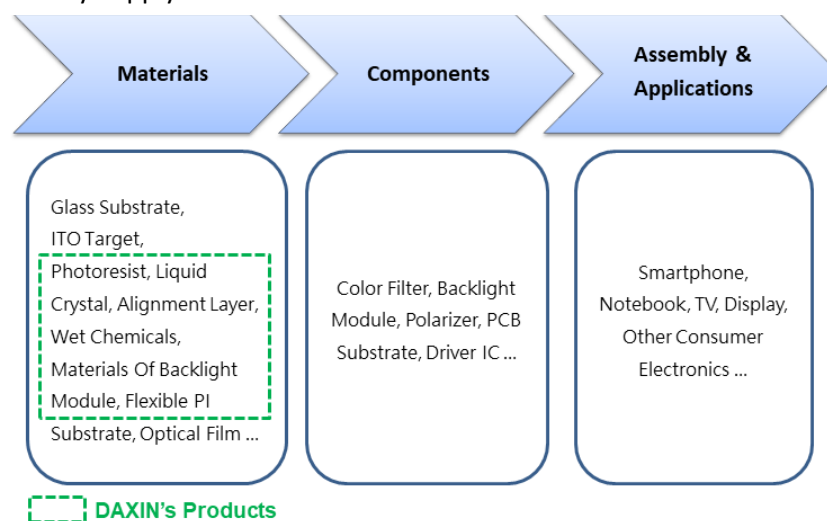 Materials
Components
Assembly &
Applications
Glass Substrate,
ITO Target,
Photoresist, Liquid
Crystal, Alignment Layer,
Wet Chemicals,
Materials Of Backlight
Module, Flexible PI
Substrate, Optical Film ...
Color Filter, Backlight
Module, Polarizer, PCB
Substrate, Driver IC ...
Smartphone,
Notebook, TV, Display,
Other Consumer
Electronics ...
DAXIN's Products